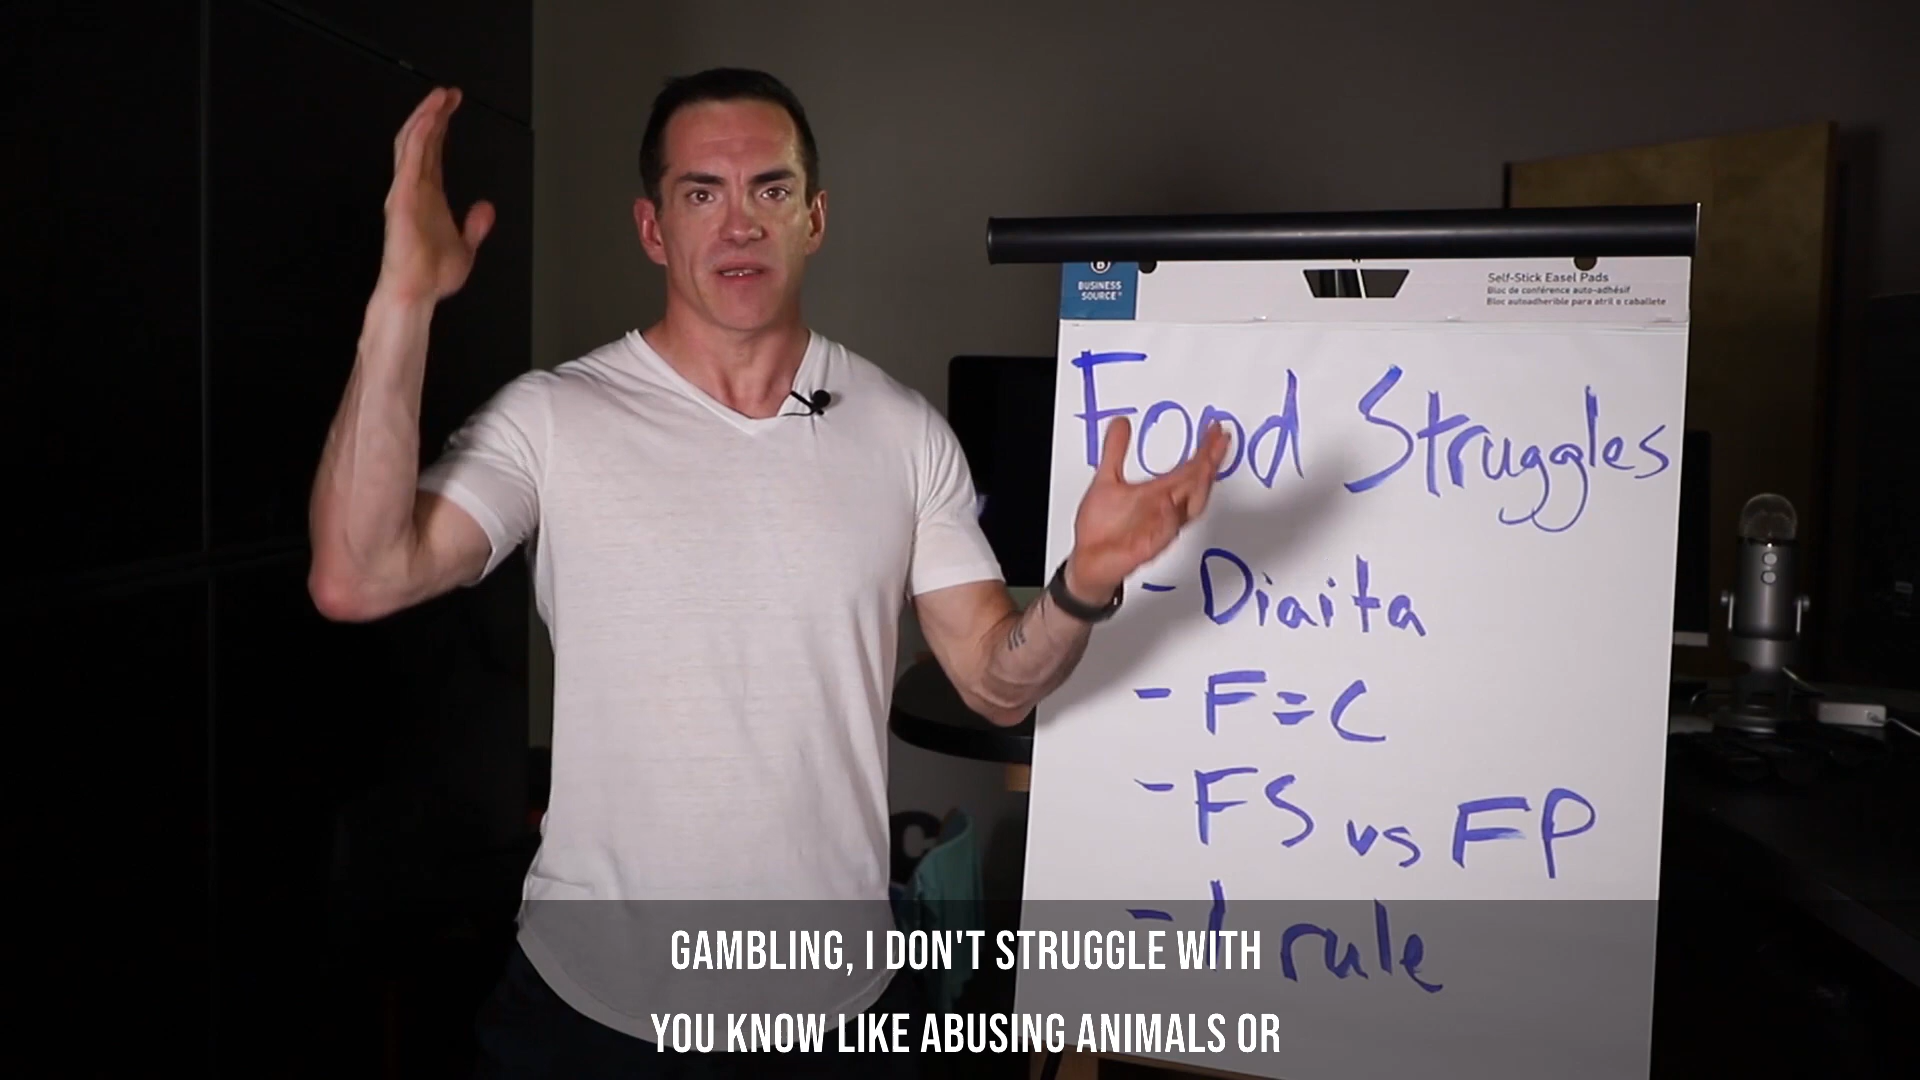 BUSINESS
SOURCE
Self-Stick Easel Pads
Bloc de conférence auto-adhésif
Bloc autoadherible para atril o caballete
Food Struggles
- Diaita
- F=C
- FS vs FP
- 1 rule
GAMBLING, I DON'T STRUGGLE WITH
YOU KNOW LIKE ABUSING ANIMALS OR